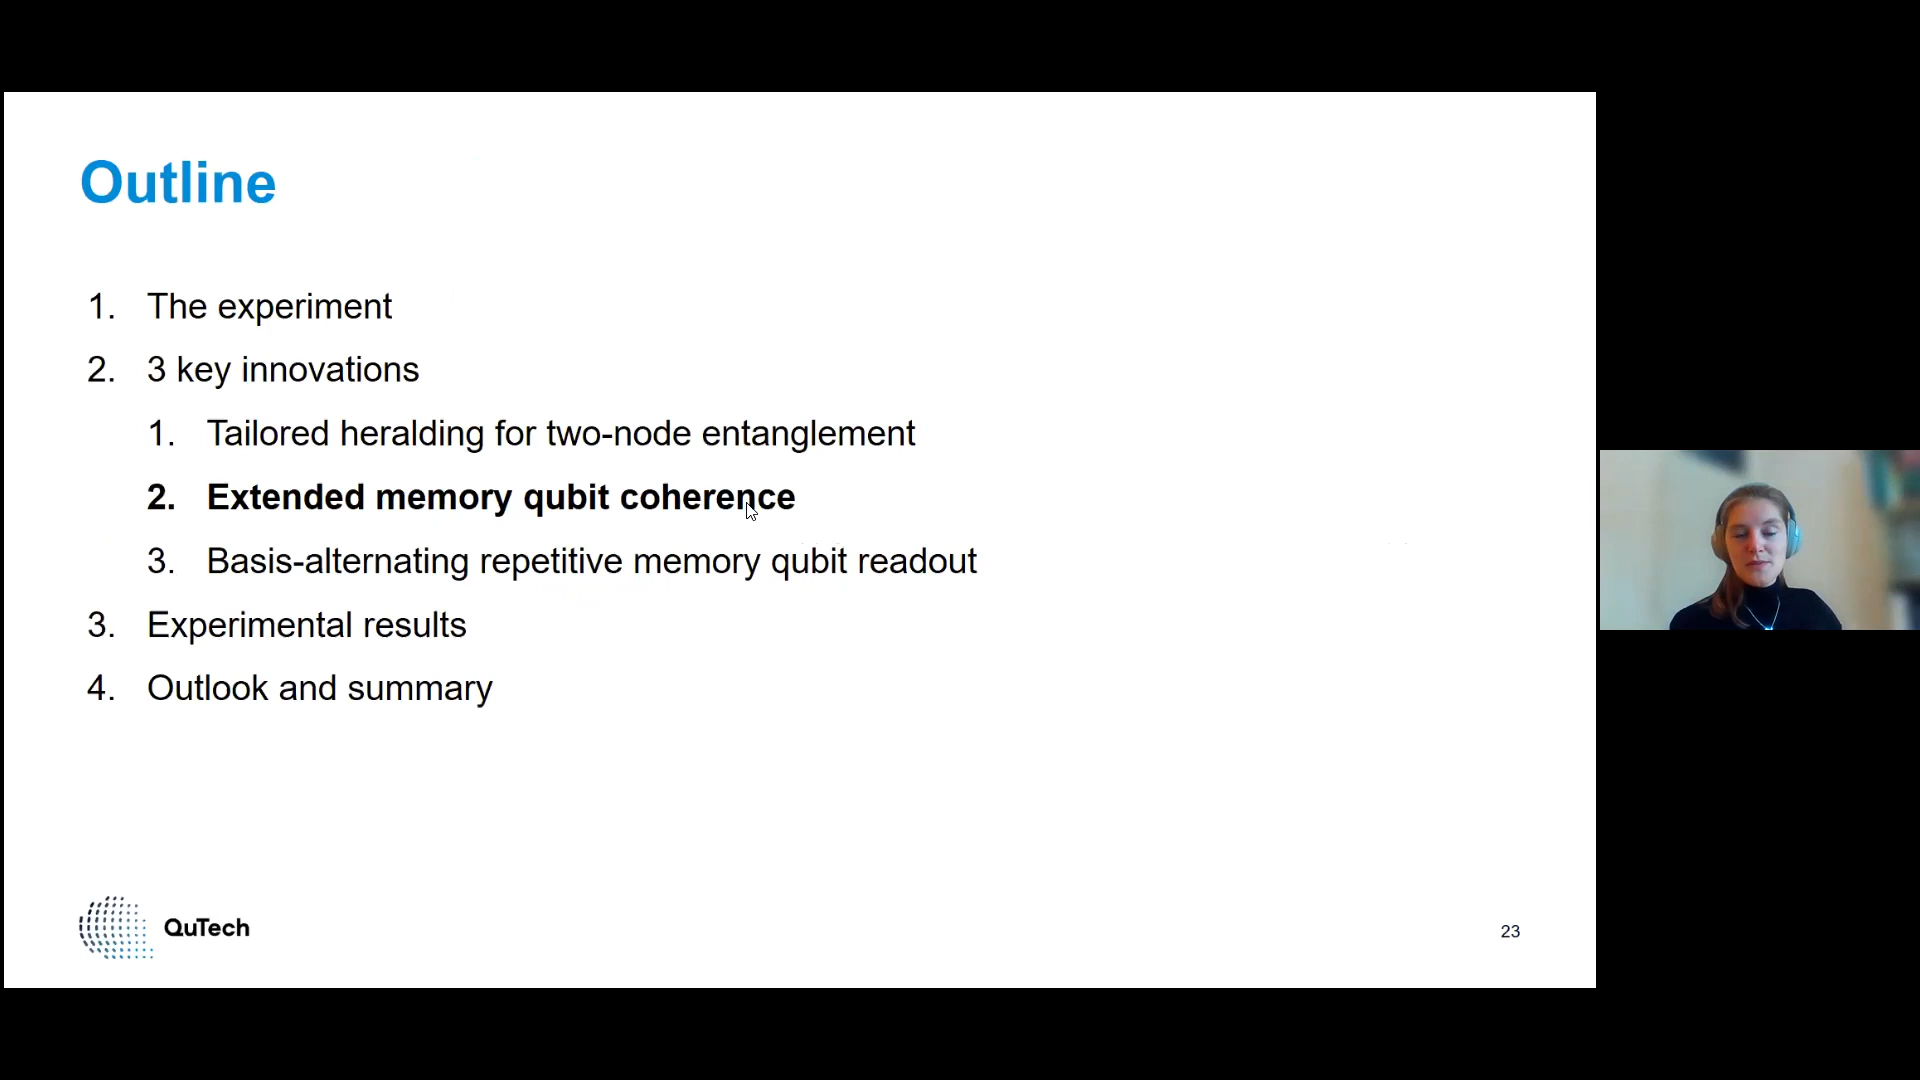 Outline
1. The experiment
2. 3 key innovations
1. Tailored heralding for two-node entanglement
2. Extended memory qubit coherence
3. Basis-alternating repetitive memory qubit readout
3. Experimental results
4. Outlook and summary
QuTech
23